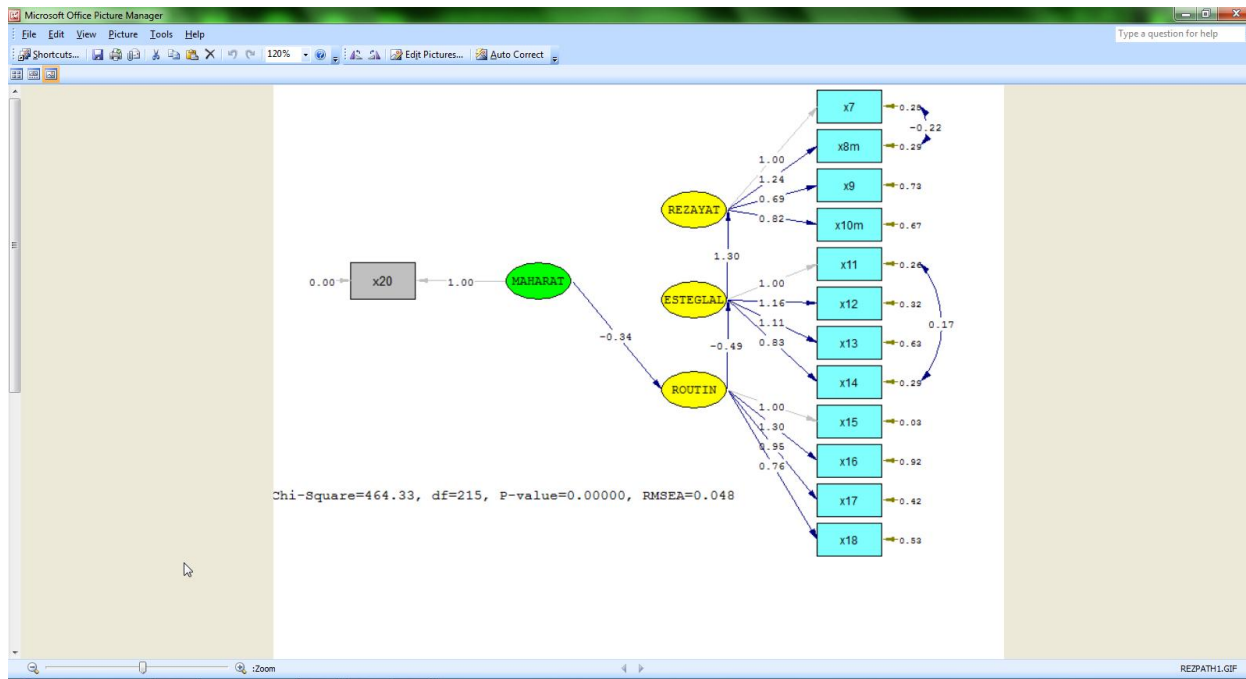 Microsoft Office Picture Manager
File Edit View Picture Tools Help
Type a question for help
Shortcuts... 120% Edit Pictures... Auto Correct
x7
0.28
-0.22
x8m
0.29
1.00
1.24
x9
0.73
0.69
REZAYAT
0.82
x10m
0.67
1.30
x11
0.26
0.00
x20
1.00
MAHARAT
1.00
ESTEGLAL
1.16
x12
0.32
1.11
0.17
-0.34
-0.49
0.83
x13
0.63
x14
0.29
ROUTIN
1.00
x15
0.03
1.30
0.95
0.76
x16
0.92
Chi-Square=464.33, df=215, P-value=0.00000, RMSEA=0.048
x17
0.42
x18
0.53
:Zoom
REZPATH1.GIF